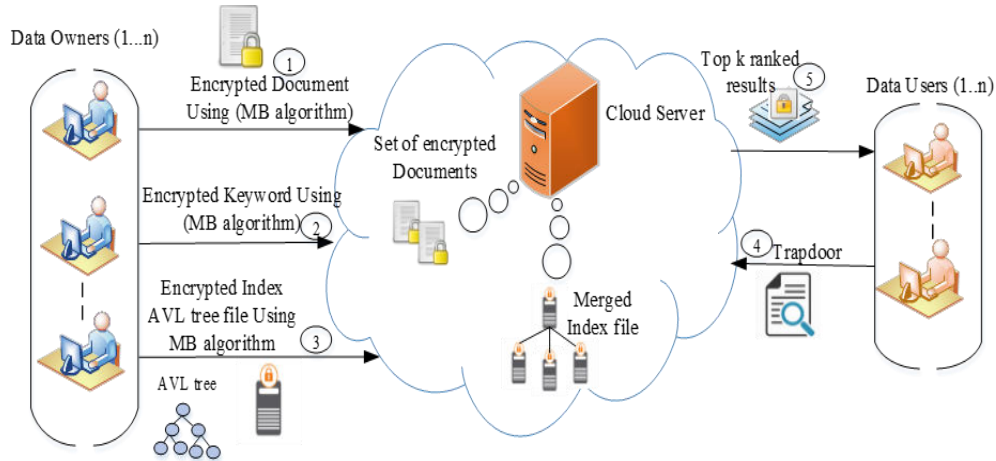 Data Owners (1...n)
1
Encrypted Document
Using (MB algorithm)
Encrypted Keyword Using
(MB algorithm)
2
Encrypted Index
AVL tree file Using
MB algorithm
3
AVL tree
Set of encrypted
Documents
Cloud Server
Merged
Index file
Top k ranked
results
5
Data Users (1..n)
4
Trapdoor